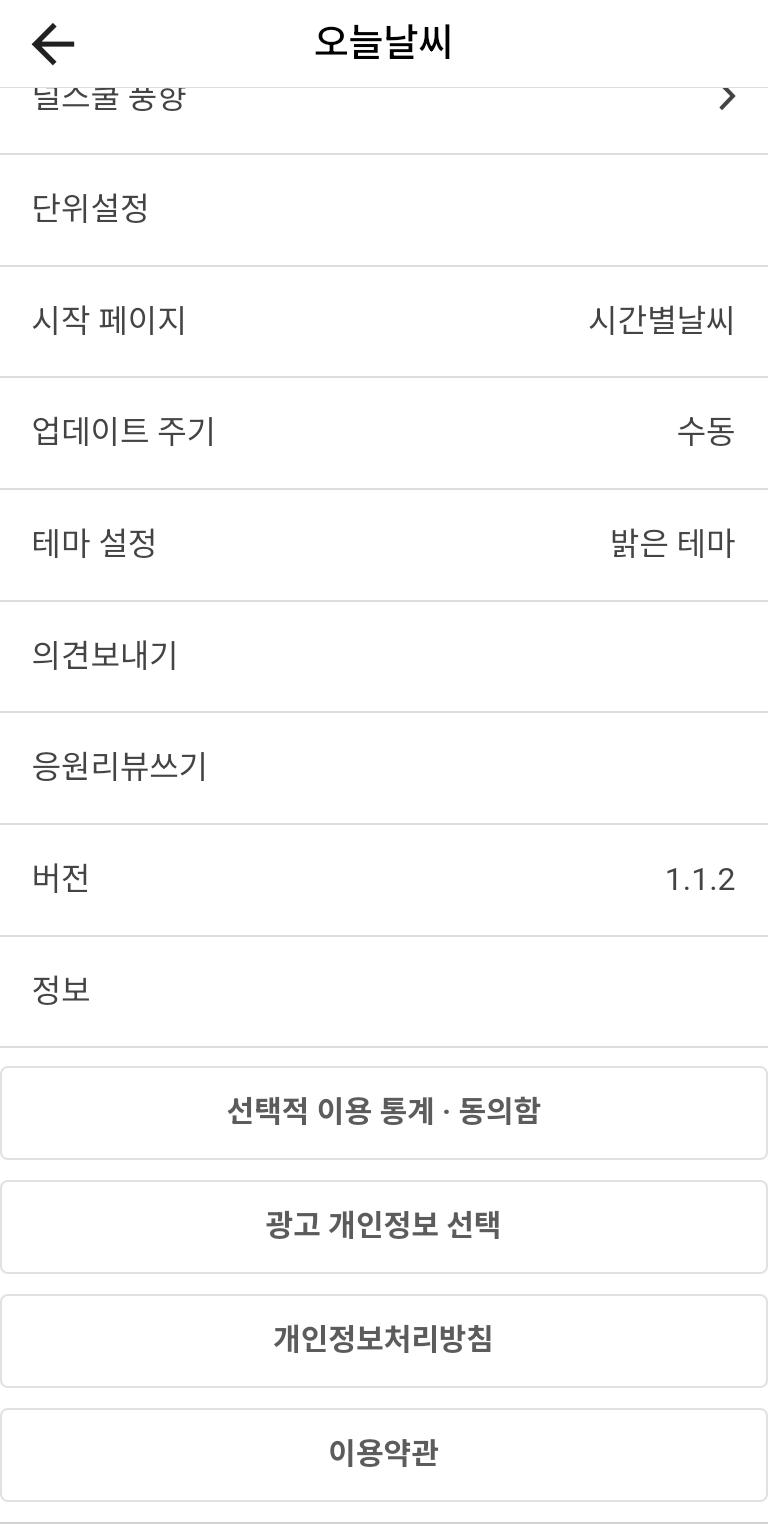 오늘날씨
단위설정
시작 페이지
시간별날씨
업데이트 주기
수동
테마 설정
밝은 테마
의견보내기
응원리뷰쓰기
버전
1.1.2
정보
선택적 이용 통계 · 동의함
광고 개인정보 선택
개인정보처리방침
이용약관